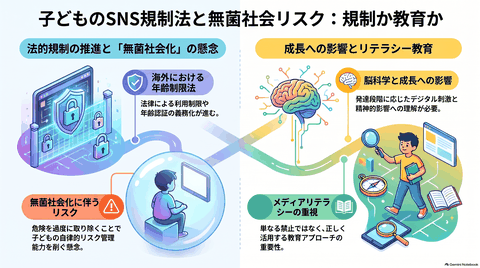 子どものSNS規制法と無菌社会リスク：規制か教育か
法的規制の推進と「無菌社会化」の懸念
海外における
年齢制限法
法律による利用制限や
年齢認証の義務化が進む。
無菌社会化に伴う
リスク
危険を過度に取り除くことで
子どもの自律的リスク管理
能力を削ぐ懸念。
成長への影響とリテラシー教育
脳科学と成長への影響
発達段階に応じたデジタル刺激と
精神的影響への理解が必要。
メディアリテラ
シーの重視
単なる禁止ではなく、正しく
活用する教育アプローチの
重要性。
Gemini Notebook